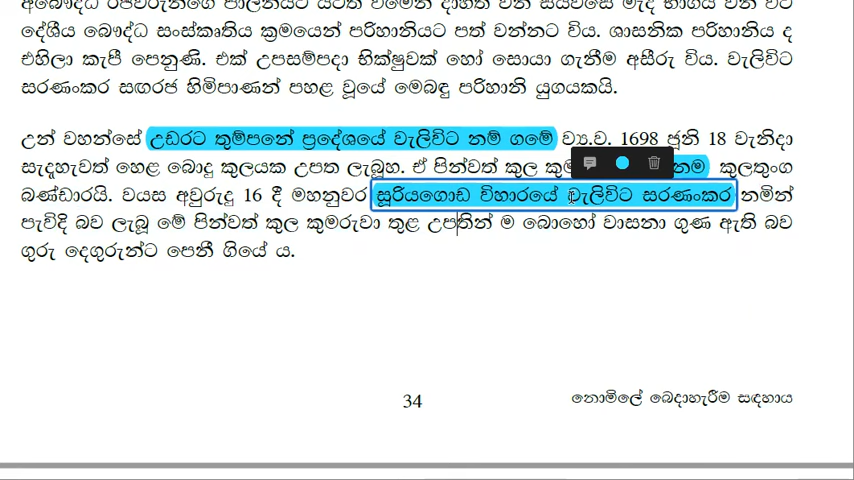 අබෞද්ධ රජවරුන්ගේ පාලනයට යටත් වීමෙන් දාහත් වන සියවසේ මැද භාගය වන විට
දේශීය බෞද්ධ සංස්කෘතිය ක්‍රමයෙන් පරිහානියට පත් වන්නට විය. ශාසනික පරිහානිය ද
එහිලා කැපී පෙනුණි. එක් උපසම්පදා භික්ෂුවක් හෝ සොයා ගැනීම අසීරු විය. වැලිවිට
සරණංකර සඟරජ හිමිපාණන් පහළ වූයේ මෙබඳු පරිහානි යුගයකයි.
උන් වහන්සේ උඩරට තුම්පනේ ප්‍රදේශයේ වැලිවිට නම් ගමේ ව්‍ය.ව. 1698 ජූනි 18 වැනිදා
සැදැහැවත් හෙළ බොදු කුලයක උපත ලැබූහ. ඒ පින්වත් කුල නම කුලතුංග
බණ්ඩාරයි. වයස අවුරුදු 16 දී මහනුවර සූරියගොඩ විහාරයේ වැලිවිට සරණංකර නමින්
පැවිදි බව ලැබූ මේ පින්වත් කුල කුමරුවා තුළ උපතින් ම බොහෝ වාසනා ගුණ ඇති බව
ගුරු දෙගුරුන්ට පෙනී ගියේ ය.
34 නොමිලේ බෙදාහැරීම සඳහාය